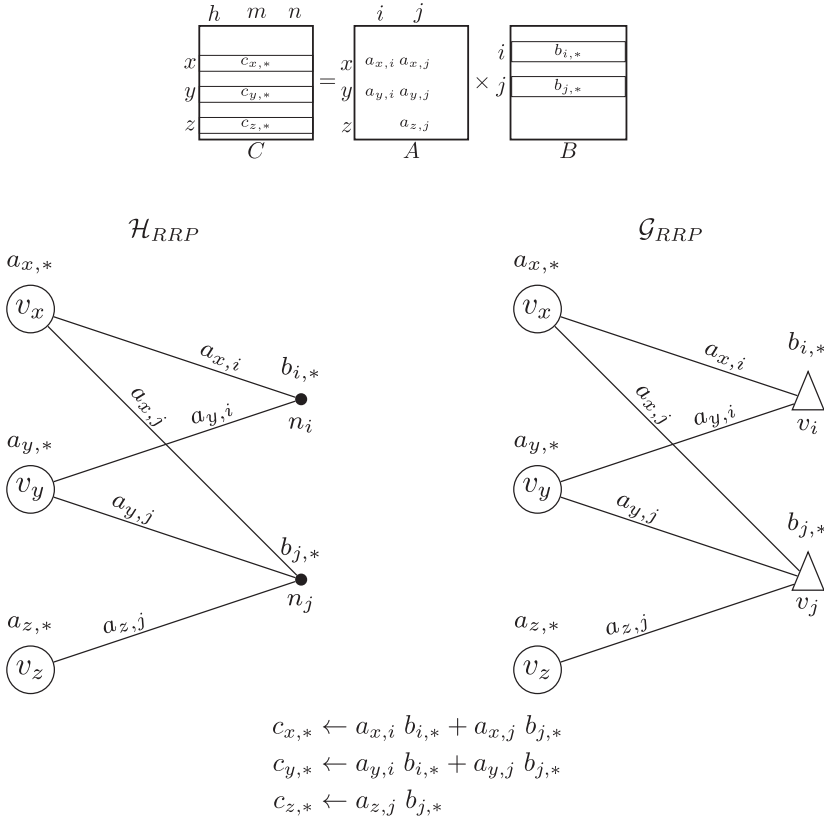 h m n i j
x c_{x,*} = x a_{x,i} a_{x,j} × i b_{i,*}
y c_{y,*} y a_{y,i} a_{y,j} j b_{j,*}
z c_{z,*} z a_{z,j}
C A B
ℋ_{RRP} 𝒢_{RRP}
a_{x,*} a_{x,*}
v_x v_x
a_{x,i} b_{i,*} a_{x,i} b_{i,*}
a_{x,j} a_{y,i} n_i a_{x,j} a_{y,i} v_i
a_{y,*} a_{y,*}
v_y v_y
a_{y,j} b_{j,*} a_{y,j} b_{j,*}
n_j v_j
a_{z,*} a_{z,j} a_{z,*} a_{z,j}
v_z v_z
c_{x,*} ← a_{x,i} b_{i,*} + a_{x,j} b_{j,*}
c_{y,*} ← a_{y,i} b_{i,*} + a_{y,j} b_{j,*}
c_{z,*} ← a_{z,j} b_{j,*}